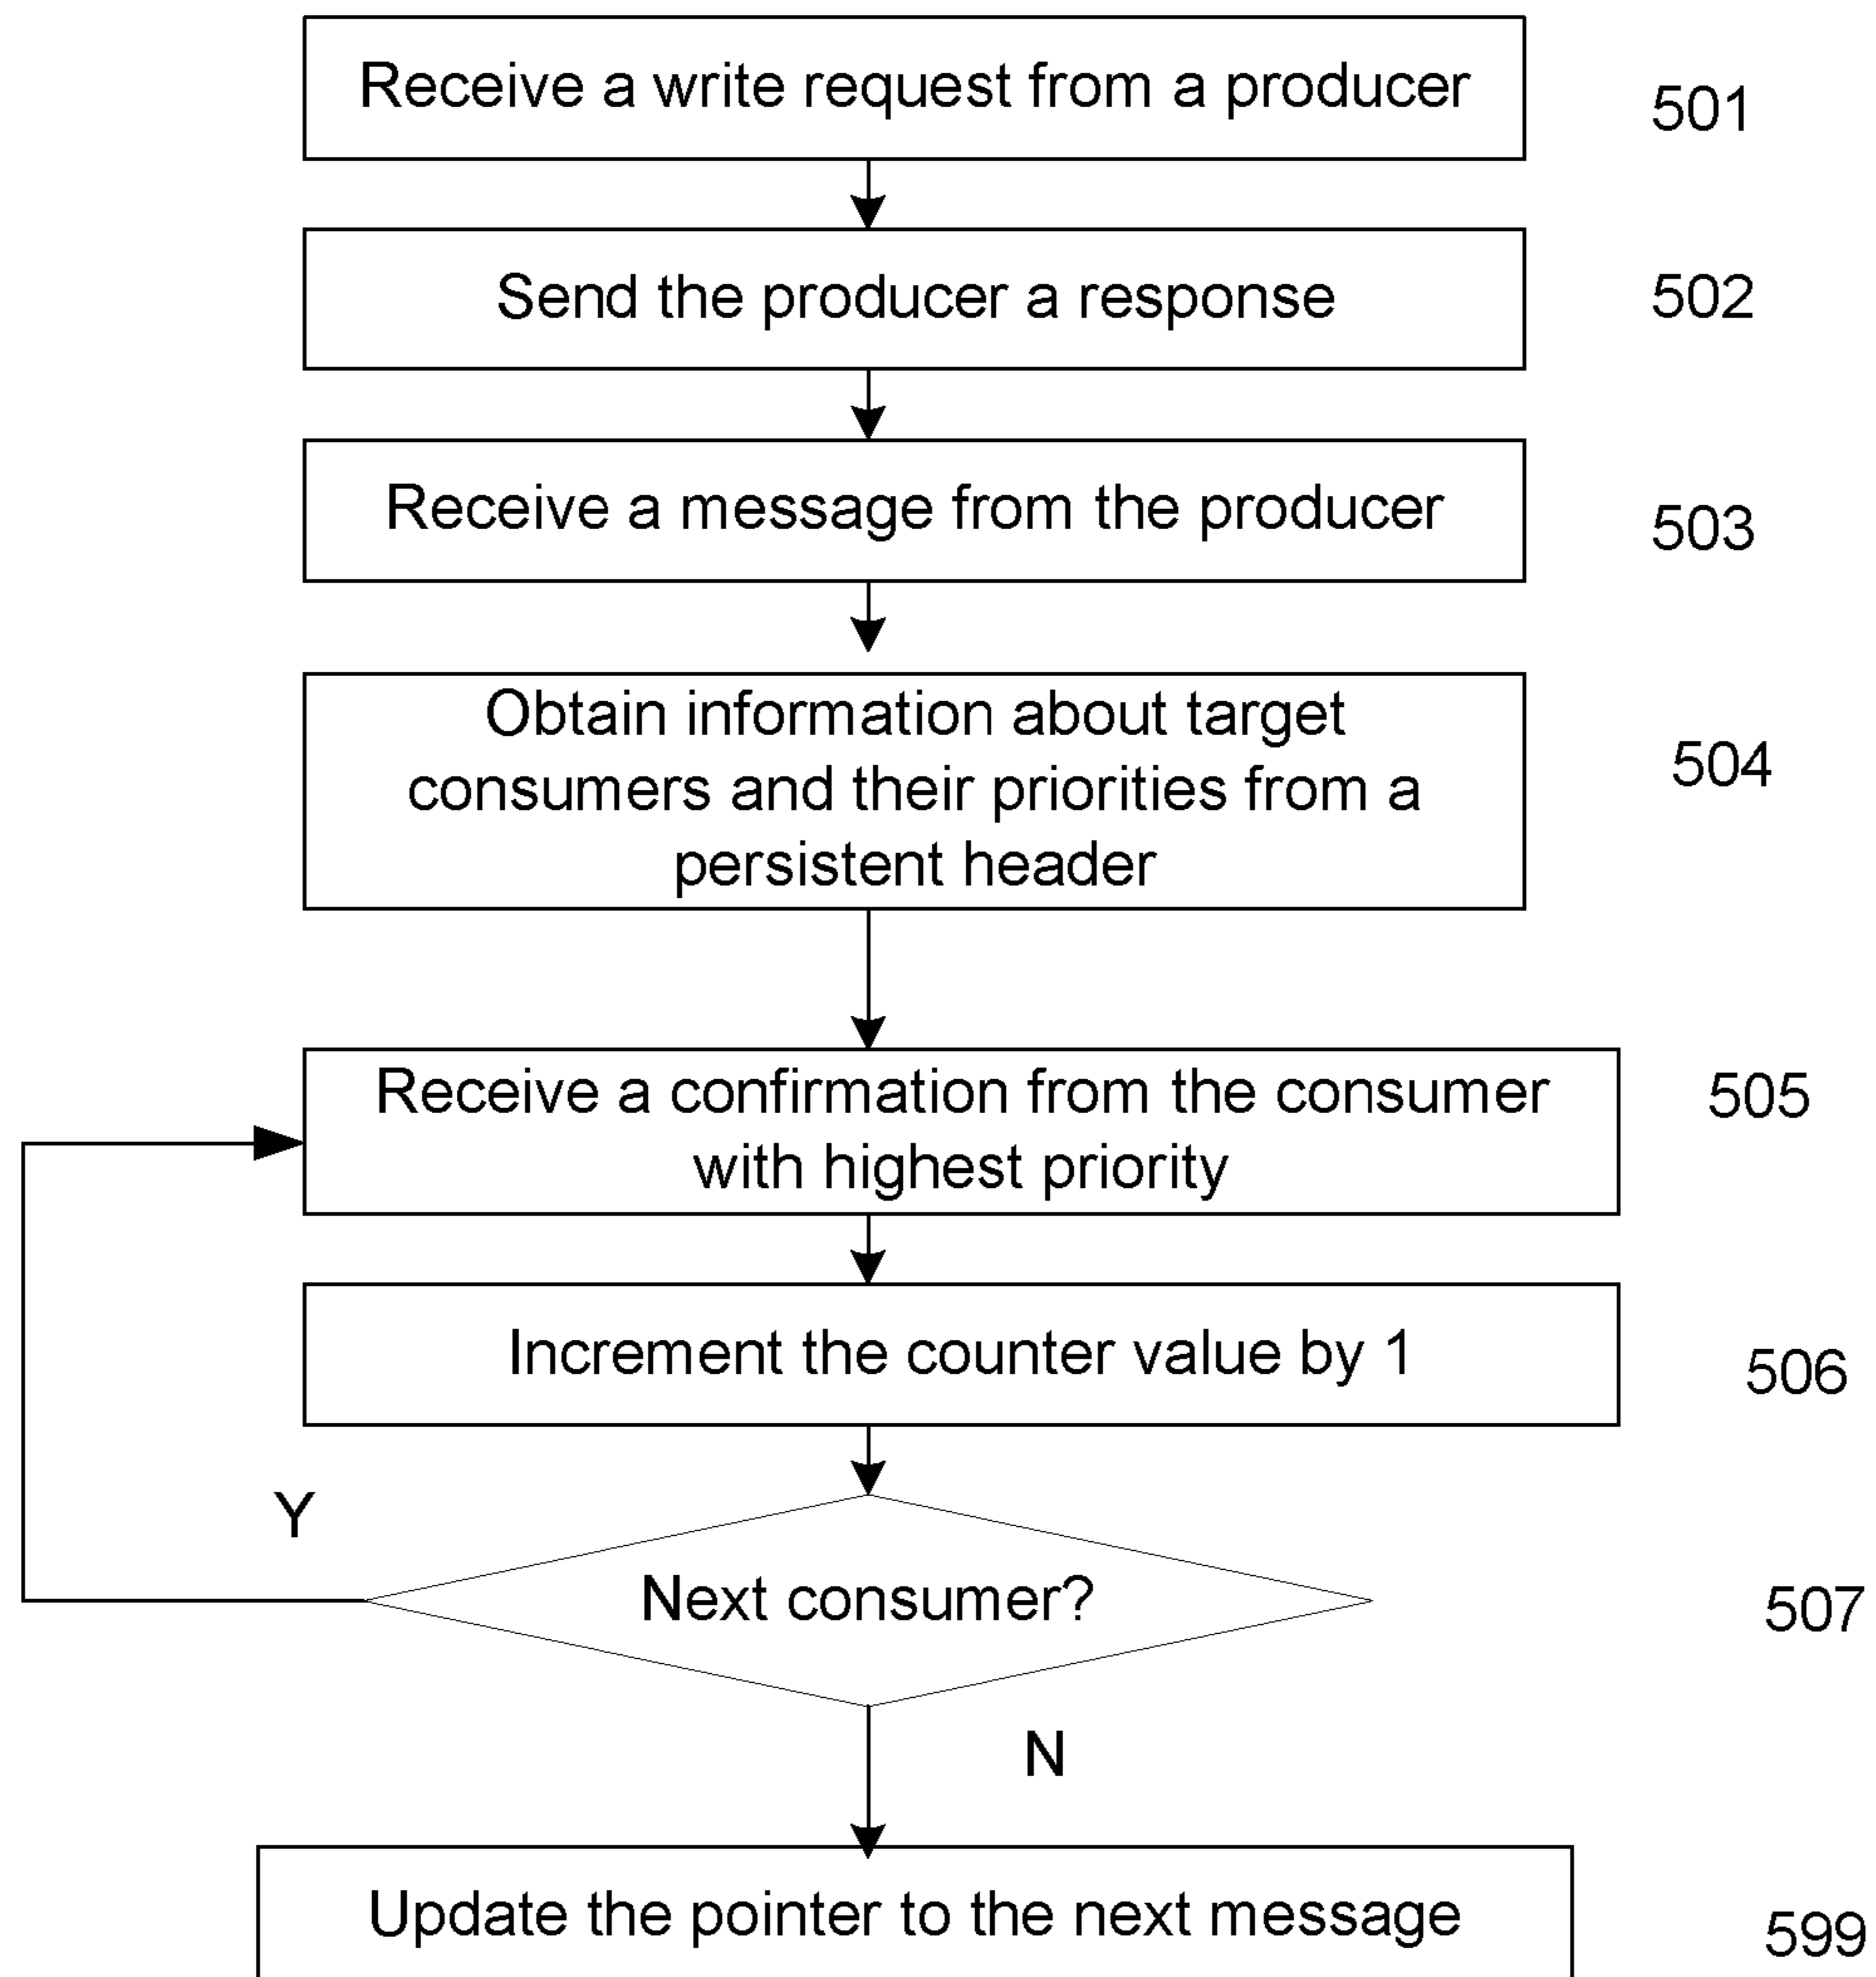 Receive a write request from a producer
501
Send the producer a response
502
Receive a message from the producer
503
Obtain information about target
consumers and their priorities from a
persistent header
504
Receive a confirmation from the consumer
with highest priority
505
Increment the counter value by 1
506
Y
Next consumer?
507
N
Update the pointer to the next message
599